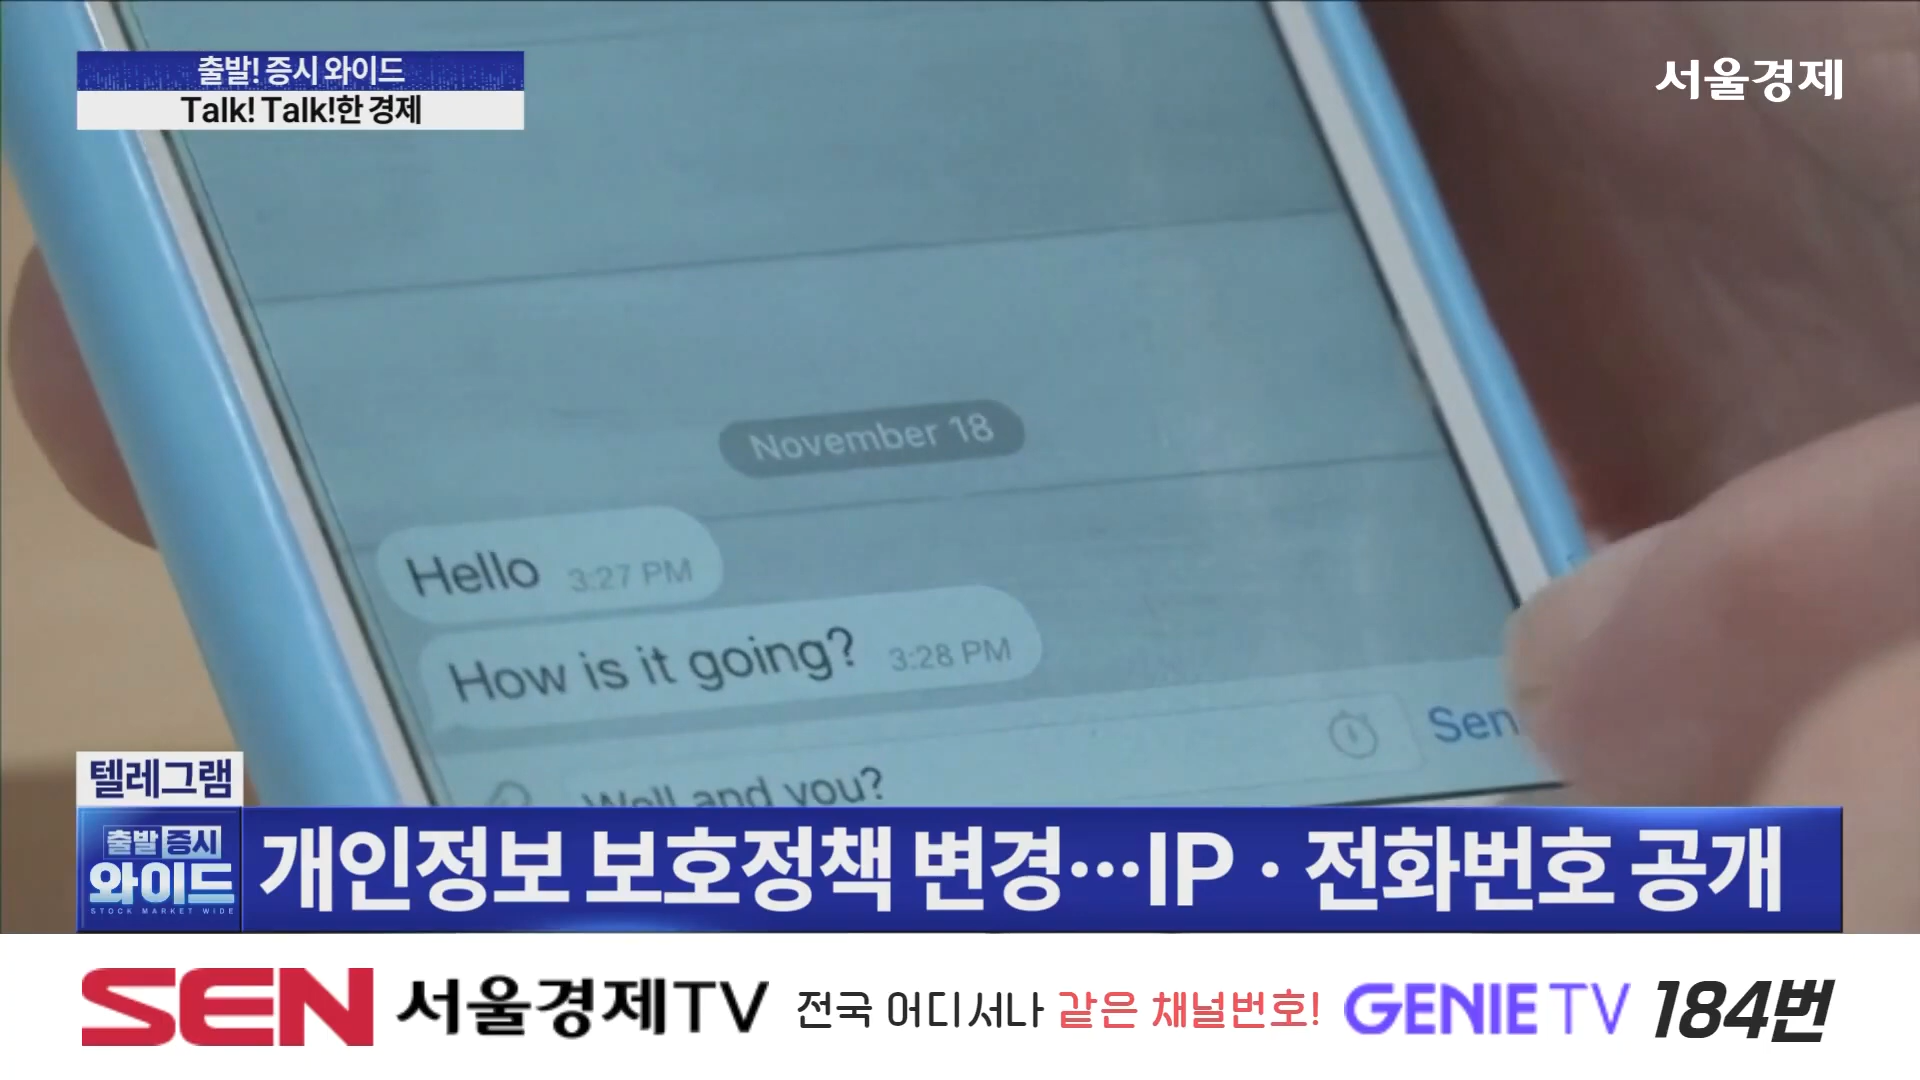 출발! 증시 와이드
Talk! Talk!한 경제
서울경제
November 18
Hello 3:27 PM
How is it going? 3:28 PM
Sen
Well and you?
텔레그램
출발 증시
와이드
STOCK MARKET WIDE
개인정보 보호정책 변경…IP·전화번호 공개
SEN 서울경제TV 전국 어디서나 같은 채널번호! GENIE TV 184번